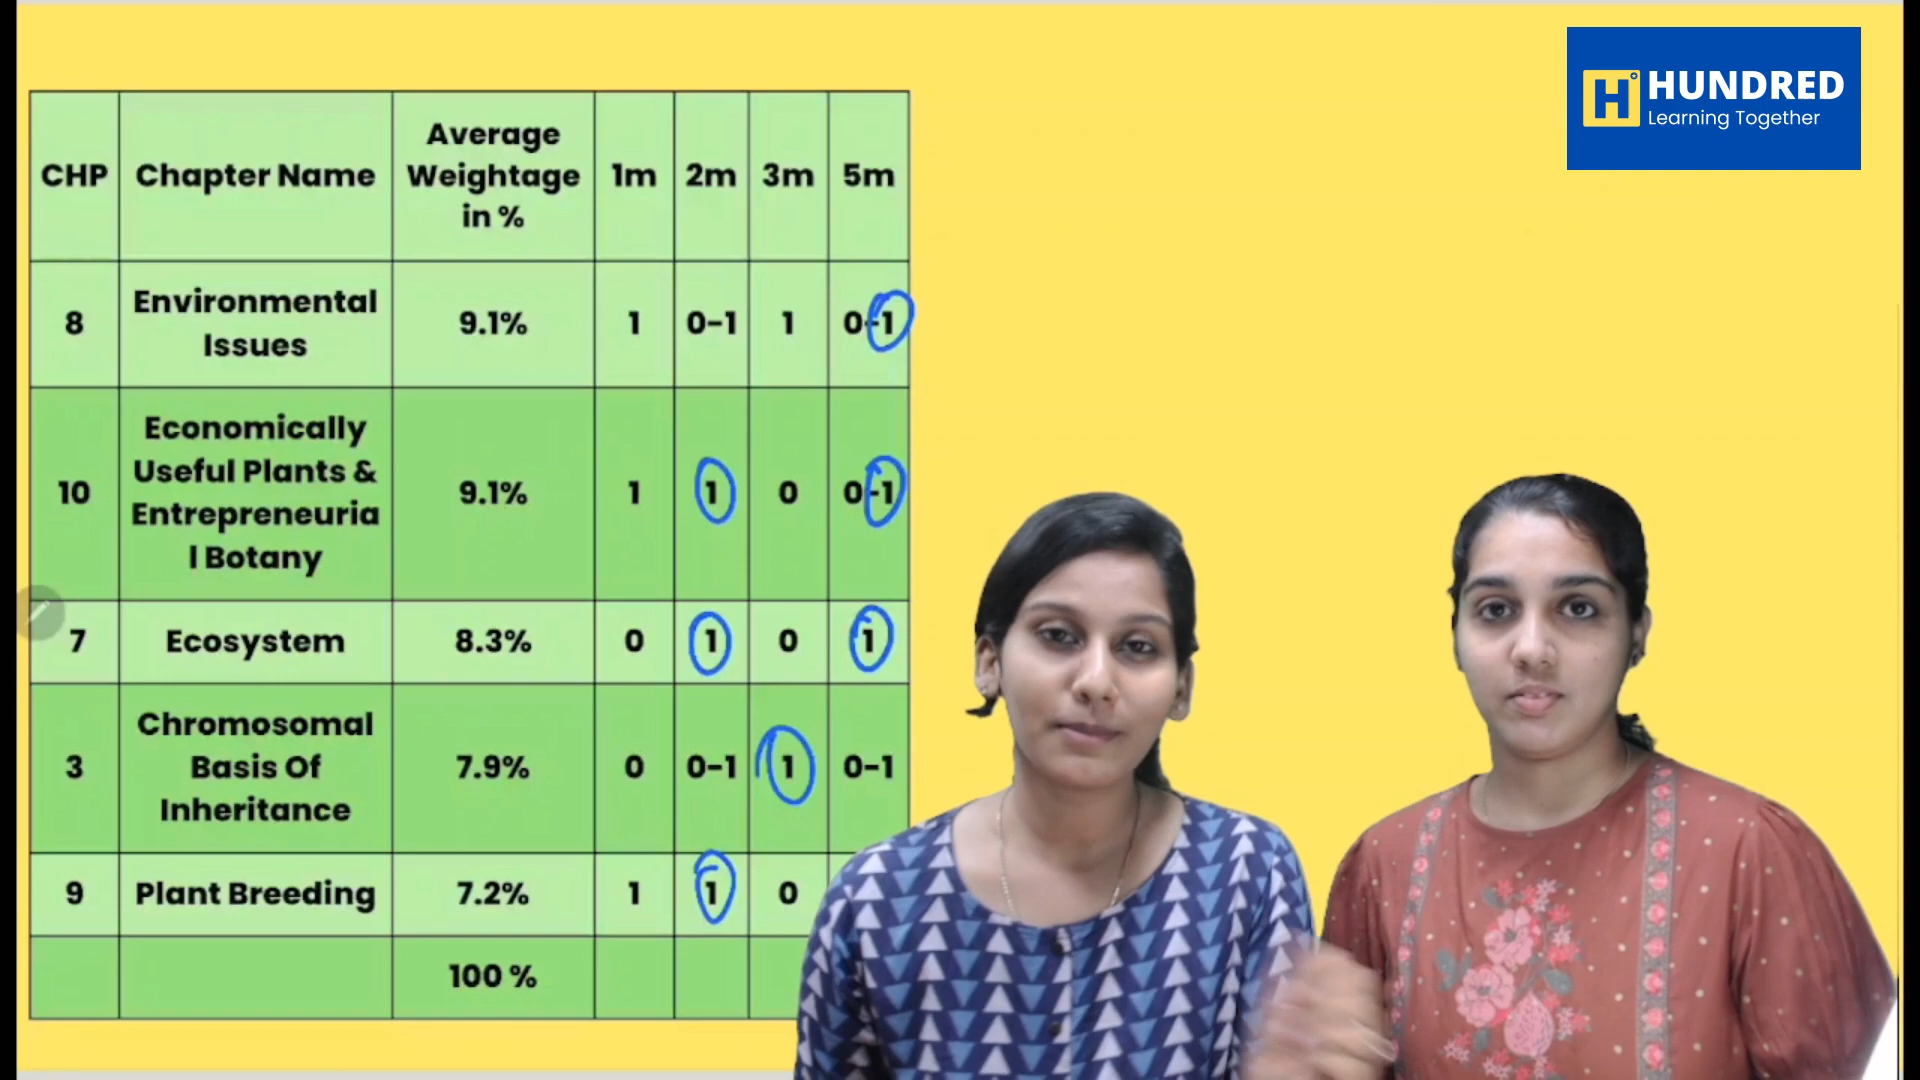 HUNDRED
Learning Together
CHP Chapter Name Average Weightage in % 1m 2m 3m 5m
8 Environmental Issues 9.1% 1 0-1 1 0-1
10 Economically Useful Plants & Entrepreneuria l Botany 9.1% 1 1 0 0-1
7 Ecosystem 8.3% 0 1 0 1
3 Chromosomal Basis Of Inheritance 7.9% 0 0-1 1 0-1
9 Plant Breeding 7.2% 1 1 0
100 %